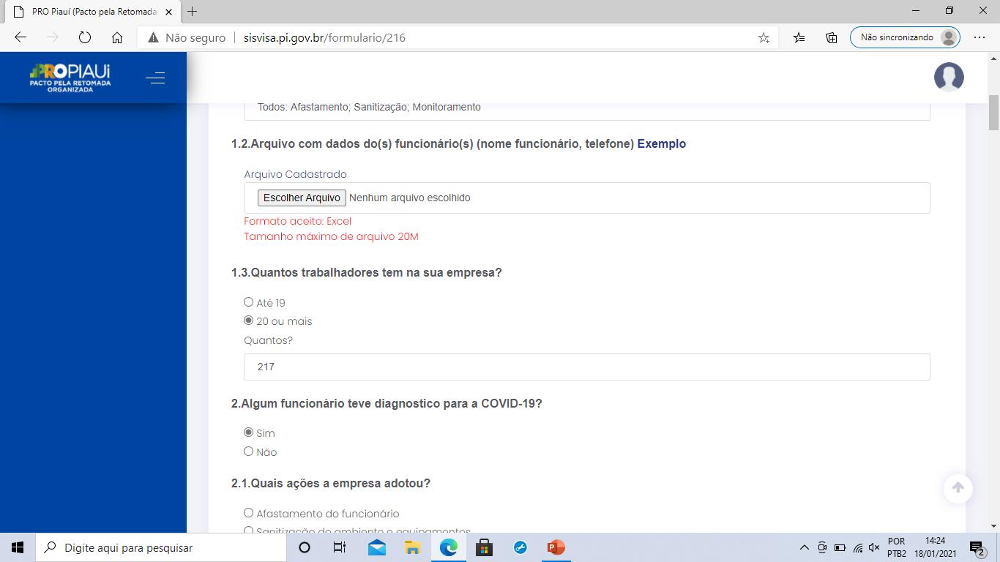 PRO Piauí (Pacto pela Retomada
Não seguro
sisvisa.pi.gov.br/formulario/216
Não sincronizando
PROPIAUÍ
PACTO PELA RETOMADA
ORGANIZADA
Todos: Afastamento; Sanitização; Monitoramento
1.2.Arquivo com dados do(s) funcionário(s) (nome funcionário, telefone) Exemplo
Arquivo Cadastrado
Escolher Arquivo Nenhum arquivo escolhido
Formato aceito: Excel
Tamanho máximo de arquivo 20M
1.3.Quantos trabalhadores tem na sua empresa?
Até 19
20 ou mais
Quantos?
217
2.Algum funcionário teve diagnostico para a COVID-19?
Sim
Não
2.1.Quais ações a empresa adotou?
Afastamento do funcionário
Sanitização do ambiente e equipamentos
Digite aqui para pesquisar
POR
PTB2
14:24
18/01/2021
2